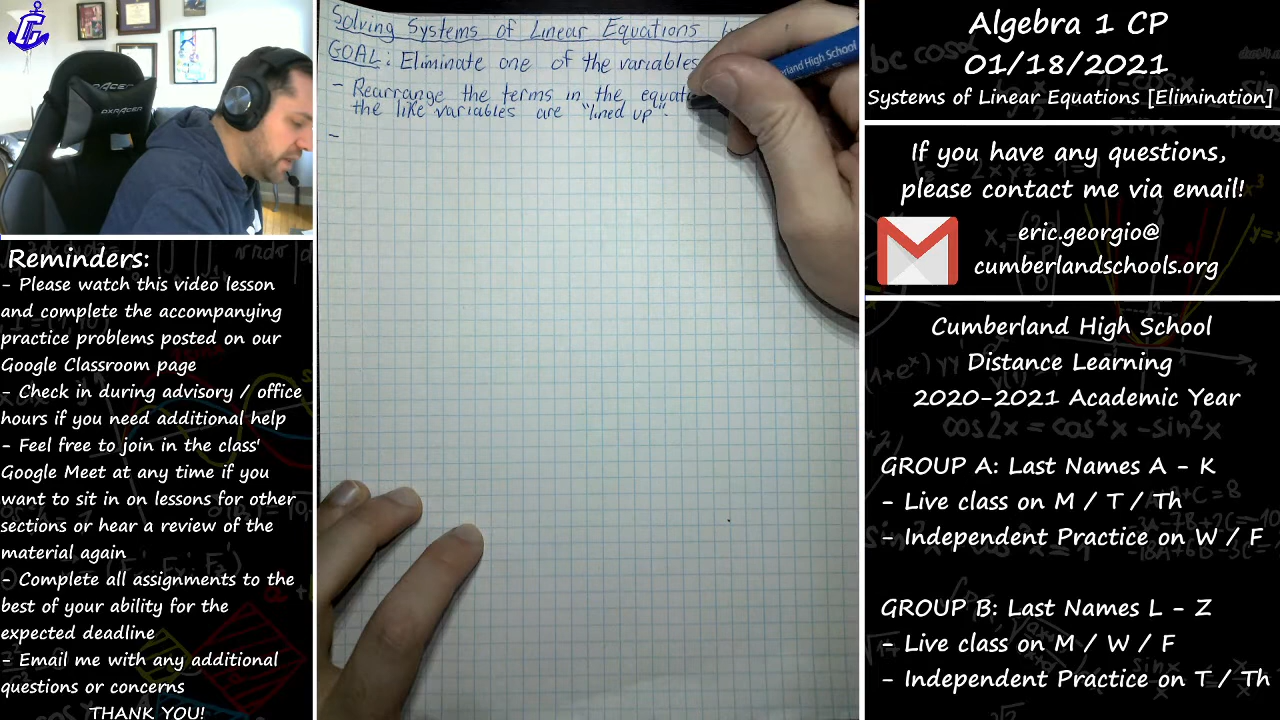 Solving Systems of Linear Equations
GOAL: Eliminate one of the variables
- Rearrange the terms in the
the like variables are "lined up".
-
Cumberland High School
DXRACER
Reminders:
- Please watch this video lesson
and complete the accompanying
practice problems posted on our
Google Classroom page
- Check in during advisory / office
hours if you need additional help
- Feel free to join in the class'
Google Meet at any time if you
want to sit in on lessons for other
sections or hear a review of the
material again
- Complete all assignments to the
best of your ability for the
expected deadline
- Email me with any additional
questions or concerns
THANK YOU!
Algebra 1 CP
01/18/2021
Systems of Linear Equations [Elimination]
If you have any questions,
please contact me via email!
eric.georgio@
cumberlandschools.org
Cumberland High School
Distance Learning
2020-2021 Academic Year
cos2x = cos²x - sin²x
GROUP A: Last Names A - K
- Live class on M / T / Th
- Independent Practice on W / F
GROUP B: Last Names L - Z
- Live class on M / W / F
- Independent Practice on T / Th